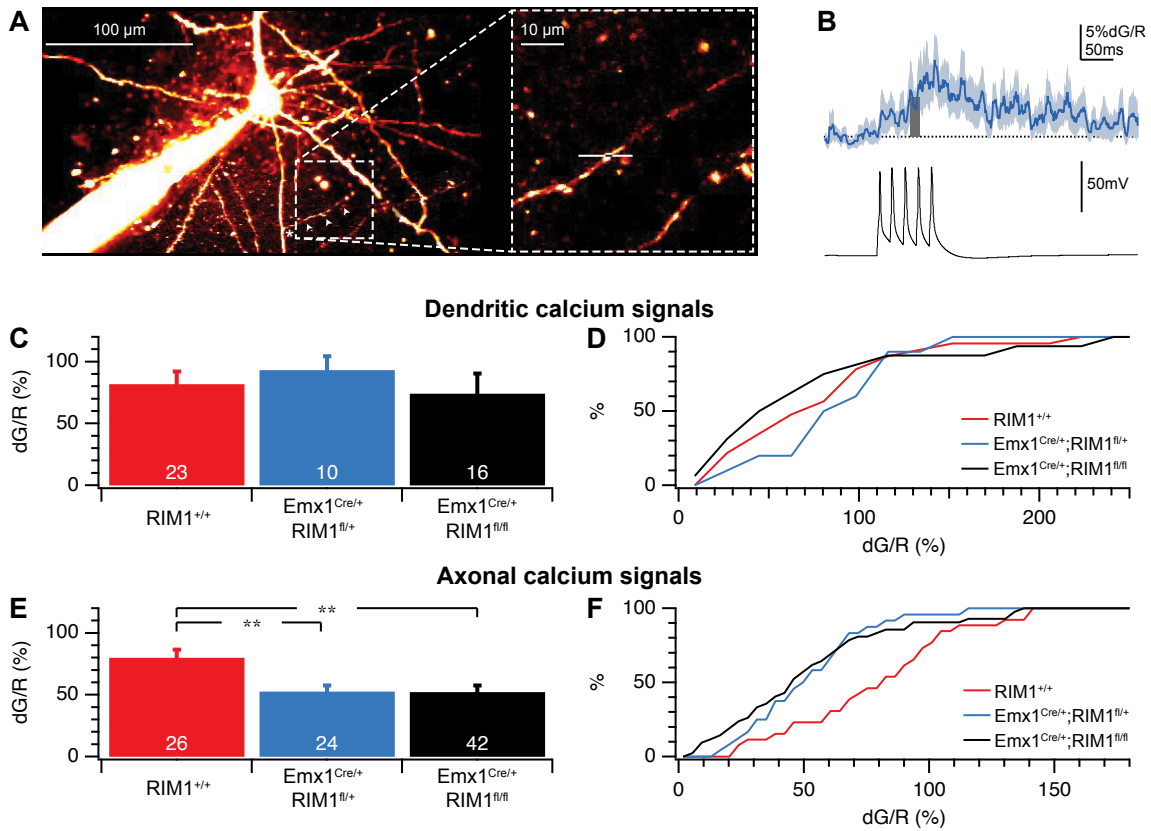 A
100 µm
10 µm
B
5%dG/R
50ms
50mV
*
Dendritic calcium signals
C
dG/R (%)
100
50
0
23
10
16
RIM1+/+
Emx1Cre/+
RIM1fl/+
Emx1Cre/+
RIM1fl/fl
D
%
100
50
0
RIM1+/+
Emx1Cre/+;RIM1fl/+
Emx1Cre/+;RIM1fl/fl
0
100
200
dG/R (%)
Axonal calcium signals
E
dG/R (%)
100
50
0
**
**
26
24
42
RIM1+/+
Emx1Cre/+
RIM1fl/+
Emx1Cre/+
RIM1fl/fl
F
%
100
50
0
RIM1+/+
Emx1Cre/+;RIM1fl/+
Emx1Cre/+;RIM1fl/fl
0
50
100
150
dG/R (%)